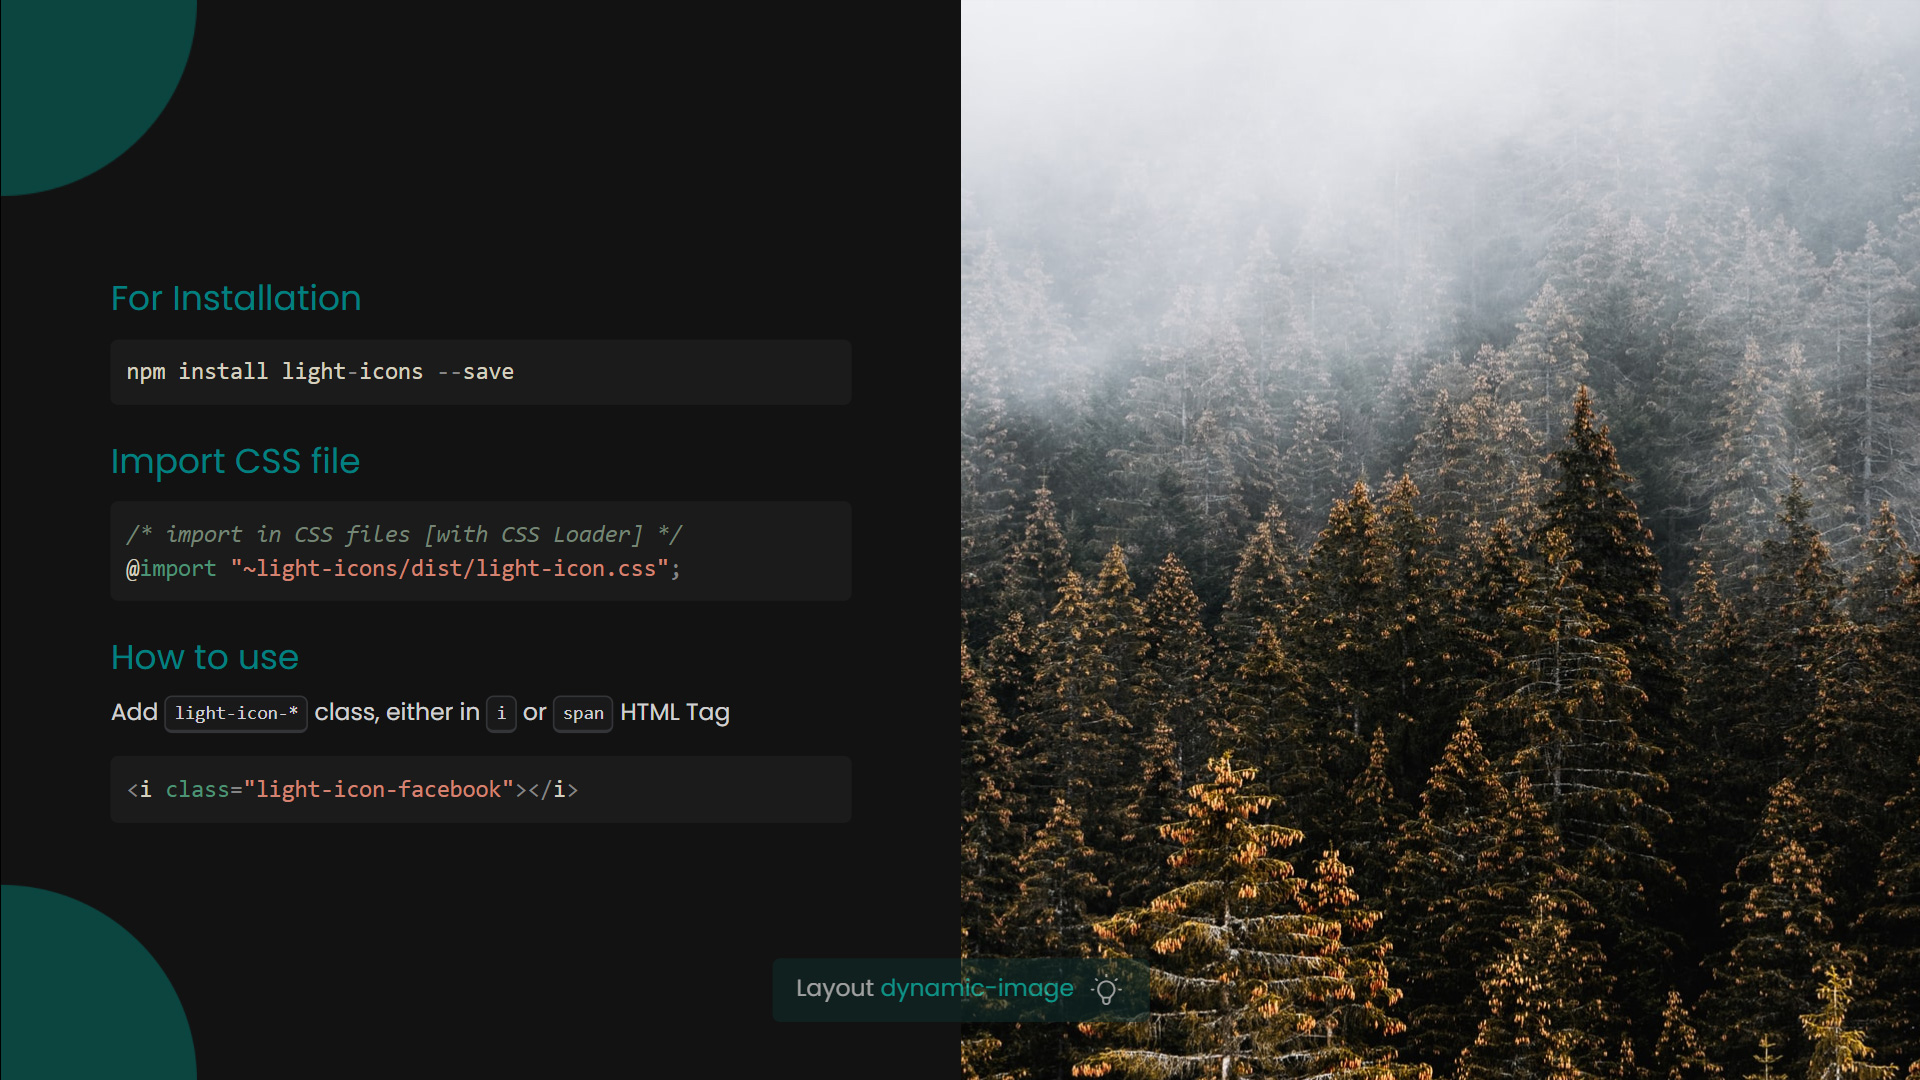 For Installation
npm install light-icons --save
Import CSS file
/* import in CSS files [with CSS Loader] */
@import "~light-icons/dist/light-icon.css";
How to use
Add light-icon-* class, either in i or span HTML Tag
<i class="light-icon-facebook"></i>
Layout dynamic-image